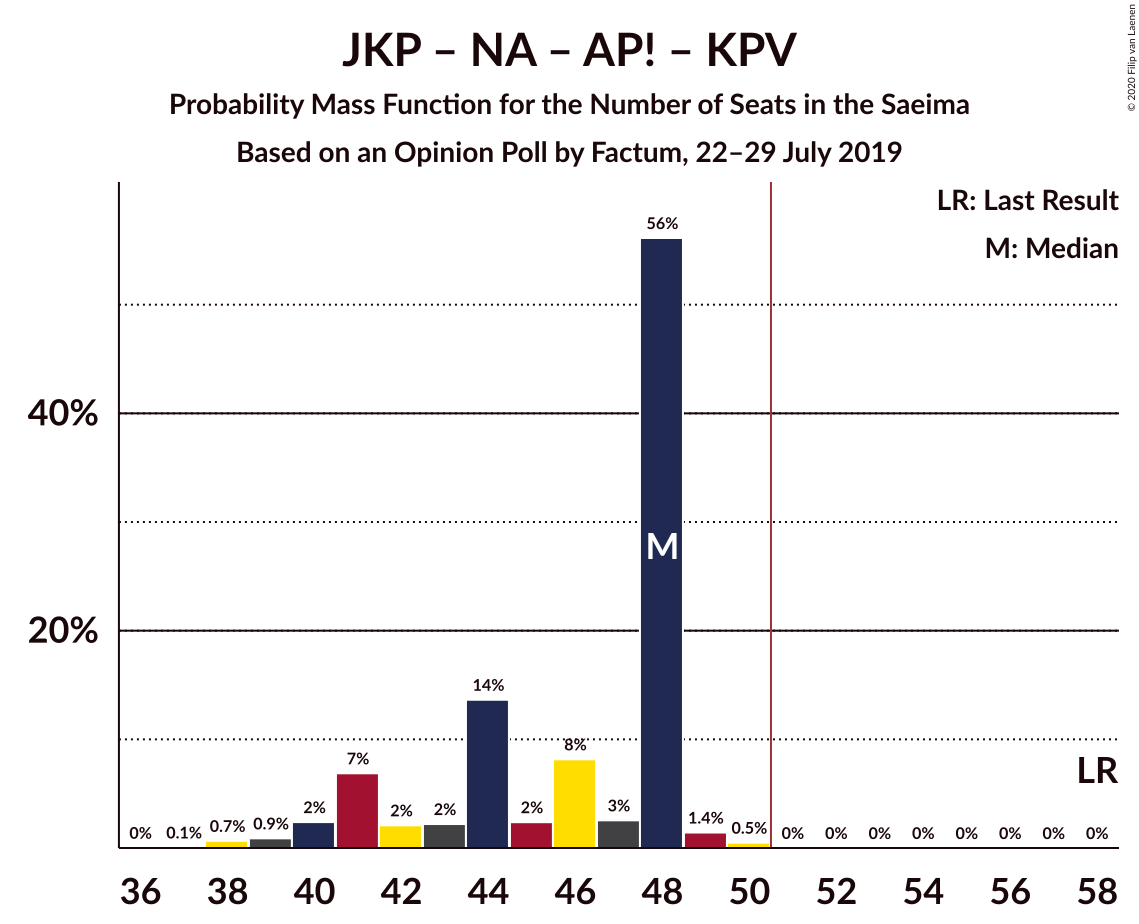 JKP – NA – AP! – KPV
Probability Mass Function for the Number of Seats in the Saeima
Based on an Opinion Poll by Factum, 22–29 July 2019
© 2020 Filip van Laenen
LR: Last Result
M: Median
56%
40%
M
20%
14%
8%
7%
LR
0% 0.1% 0.7% 0.9% 2% 2% 2% 2% 3% 1.4% 0.5% 0% 0% 0% 0% 0% 0% 0% 0%
36 38 40 42 44 46 48 50 52 54 56 58